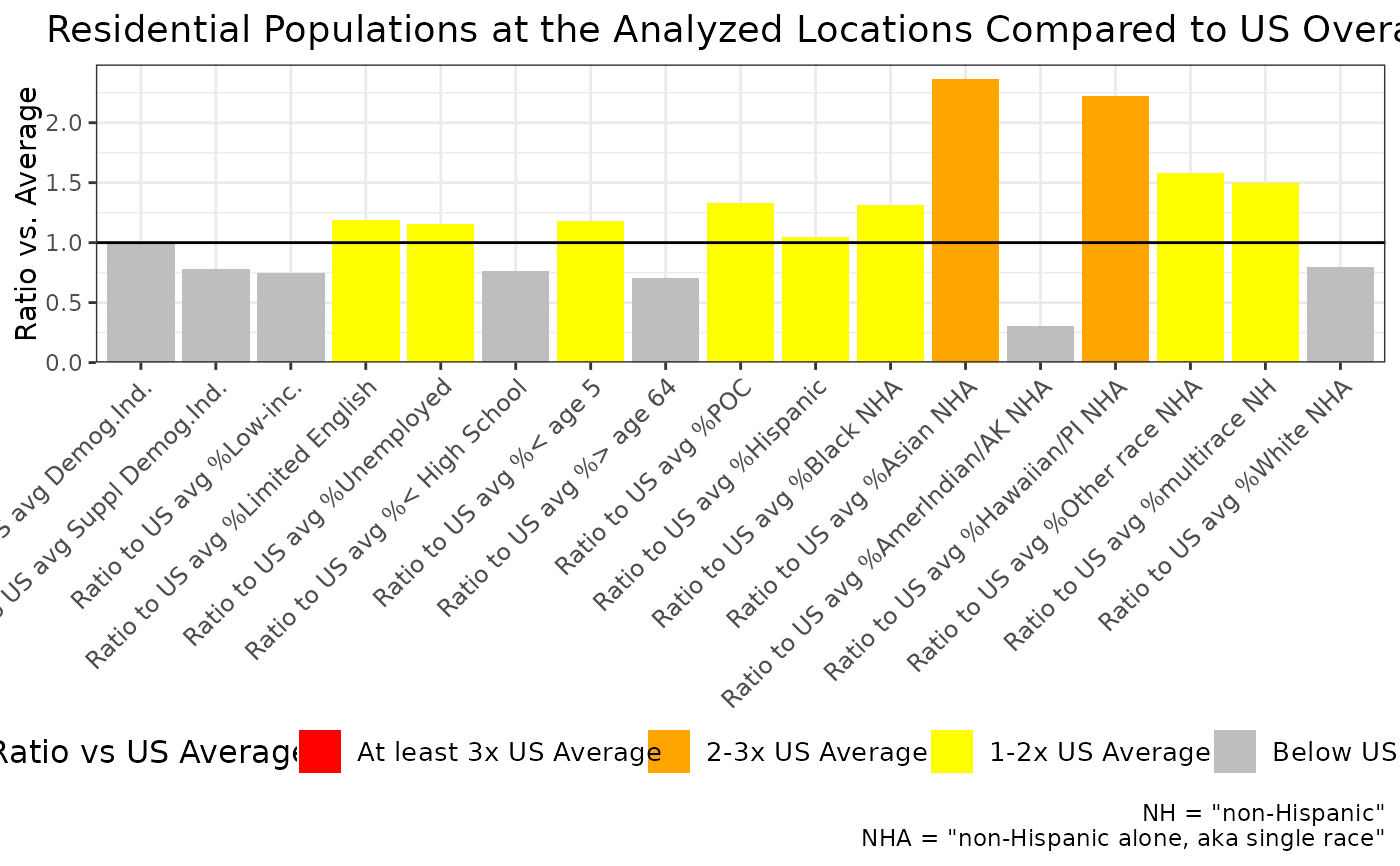 Residential Populations at the Analyzed Locations Compared to US Overa
Ratio vs. Average
2.0
1.5
1.0
0.5
0.0
S avg Demog.Ind.
US avg Suppl Demog.Ind.
Ratio to US avg %Low-inc.
Ratio to US avg %Limited English
Ratio to US avg %Unemployed
Ratio to US avg %< High School
Ratio to US avg %< age 5
Ratio to US avg %> age 64
Ratio to US avg %POC
Ratio to US avg %Hispanic
Ratio to US avg %Black NHA
Ratio to US avg %Asian NHA
Ratio to US avg %AmerIndian/AK NHA
Ratio to US avg %Hawaiian/PI NHA
Ratio to US avg %Other race NHA
Ratio to US avg %multirace NH
Ratio to US avg %White NHA
Ratio vs US Average At least 3x US Average 2-3x US Average 1-2x US Average Below US
NH = "non-Hispanic"
NHA = "non-Hispanic alone, aka single race"